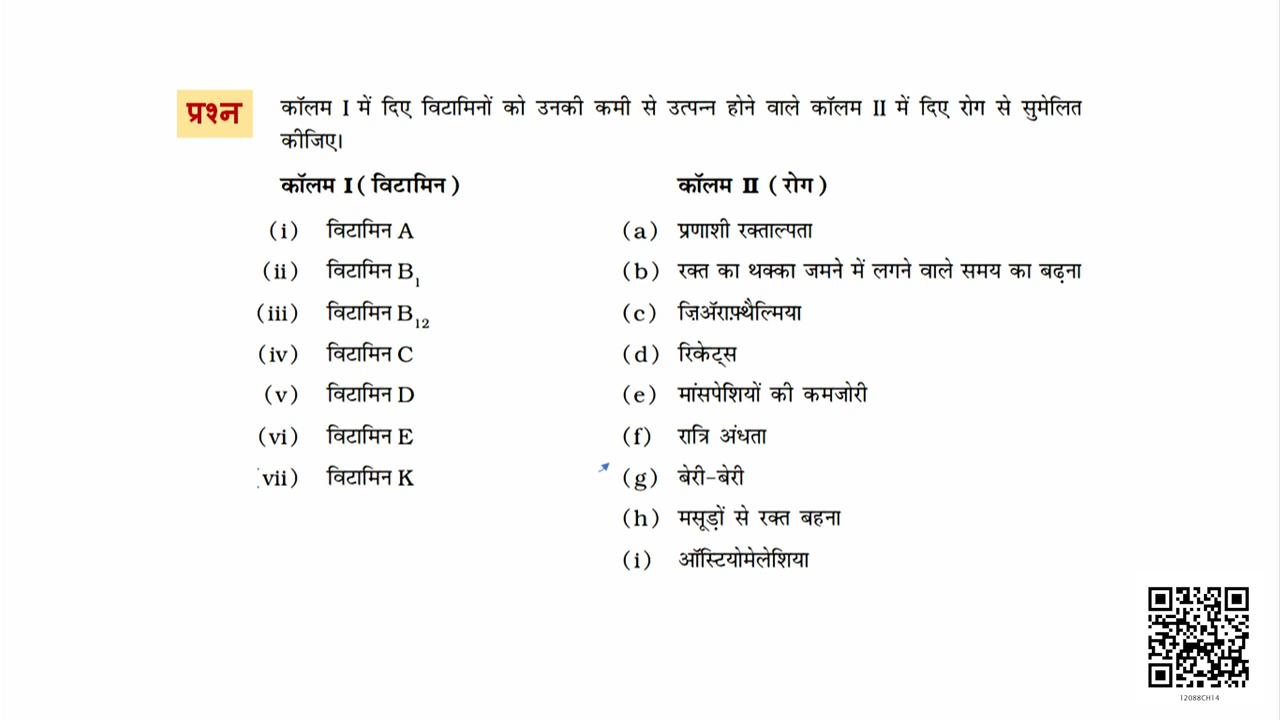 प्रश्न
कॉलम I में दिए विटामिनों को उनकी कमी से उत्पन्न होने वाले कॉलम II में दिए रोग से सुमेलित
कीजिए।
कॉलम I ( विटामिन ) कॉलम II ( रोग )
(i) विटामिन A (a) प्रणाशी रक्ताल्पता
(ii) विटामिन B₁ (b) रक्त का थक्का जमने में लगने वाले समय का बढ़ना
(iii) विटामिन B₁₂ (c) ज़िॲराफ़्थैल्मिया
(iv) विटामिन C (d) रिकेट्स
(v) विटामिन D (e) मांसपेशियों की कमजोरी
(vi) विटामिन E (f) रात्रि अंधता
vii) विटामिन K (g) बेरी-बेरी
(h) मसूड़ों से रक्त बहना
(i) ऑस्टियोमेलेशिया
12088CH14